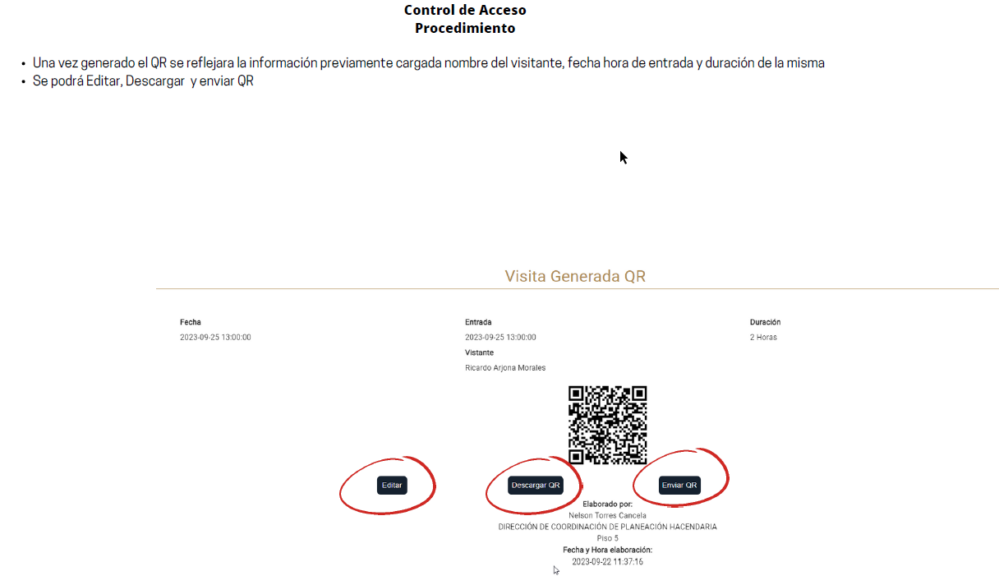 Control de Acceso
Procedimiento
• Una vez generado el QR se reflejara la información previamente cargada nombre del visitante, fecha hora de entrada y duración de la misma
• Se podrá Editar, Descargar y enviar QR
Visita Generada QR
Fecha
2023-09-25 13:00:00
Entrada
2023-09-25 13:00:00
Duración
2 Horas
Vistante
Ricardo Arjona Morales
Editar
Descargar QR
Enviar QR
Elaborado por:
Nelson Torres Cancela
DIRECCIÓN DE COORDINACIÓN DE PLANEACIÓN HACENDARIA
Piso 5
Fecha y Hora elaboración:
2023-09-22 11:37:16